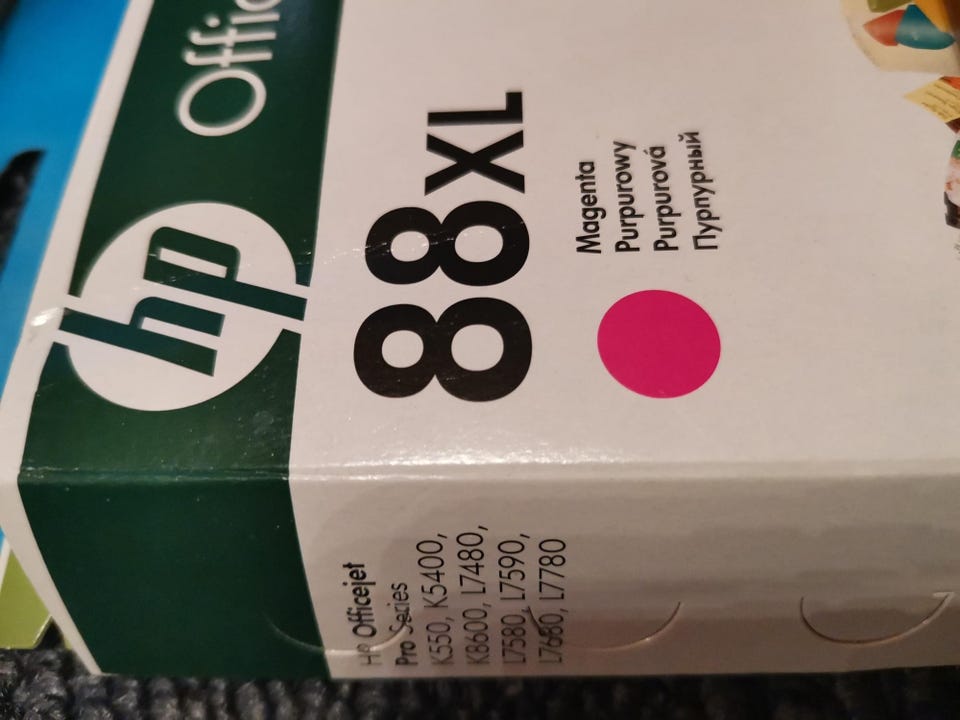 hp Offic
88XL
Magenta
Purpurowy
Purpurová
Пурпурный
HP Officejet
Pro Series
K550, K5400,
K8600, L7480,
L7580, L7590,
L7680, L7780